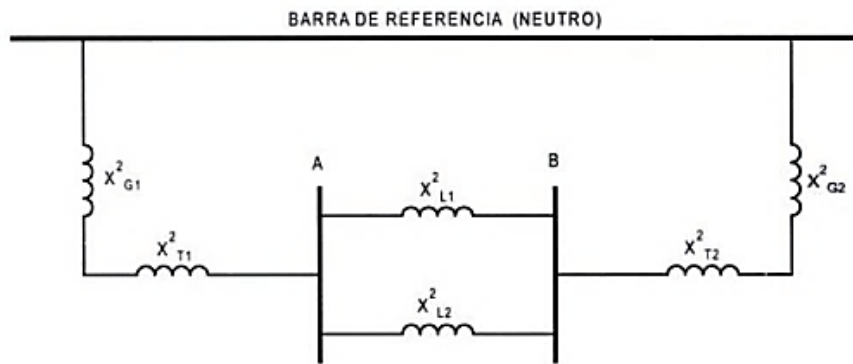 BARRA DE REFERENCIA (NEUTRO)
A
B
X²G1
X²L1
X²G2
X²T1
X²T2
X²L2